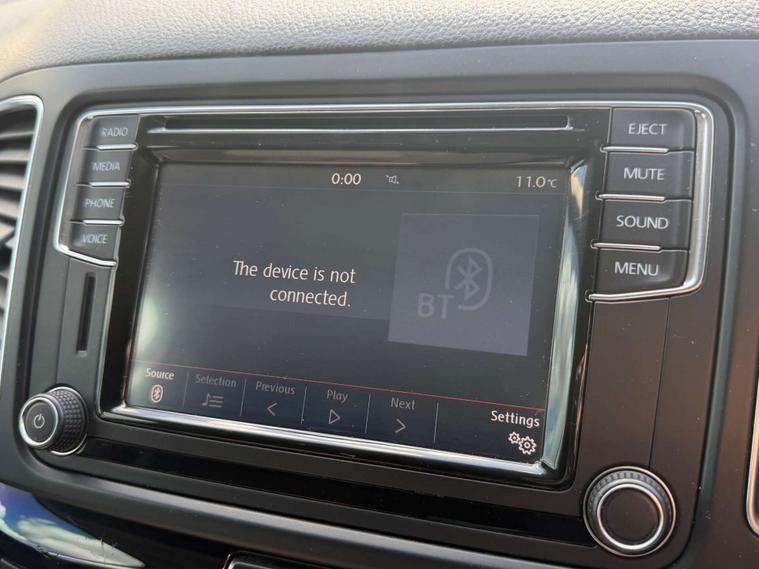 RADIO
MEDIA
PHONE
VOICE
EJECT
MUTE
SOUND
MENU
0:00 11.0°C
The device is not
connected.
BT
Source Selection Previous Play Next Settings